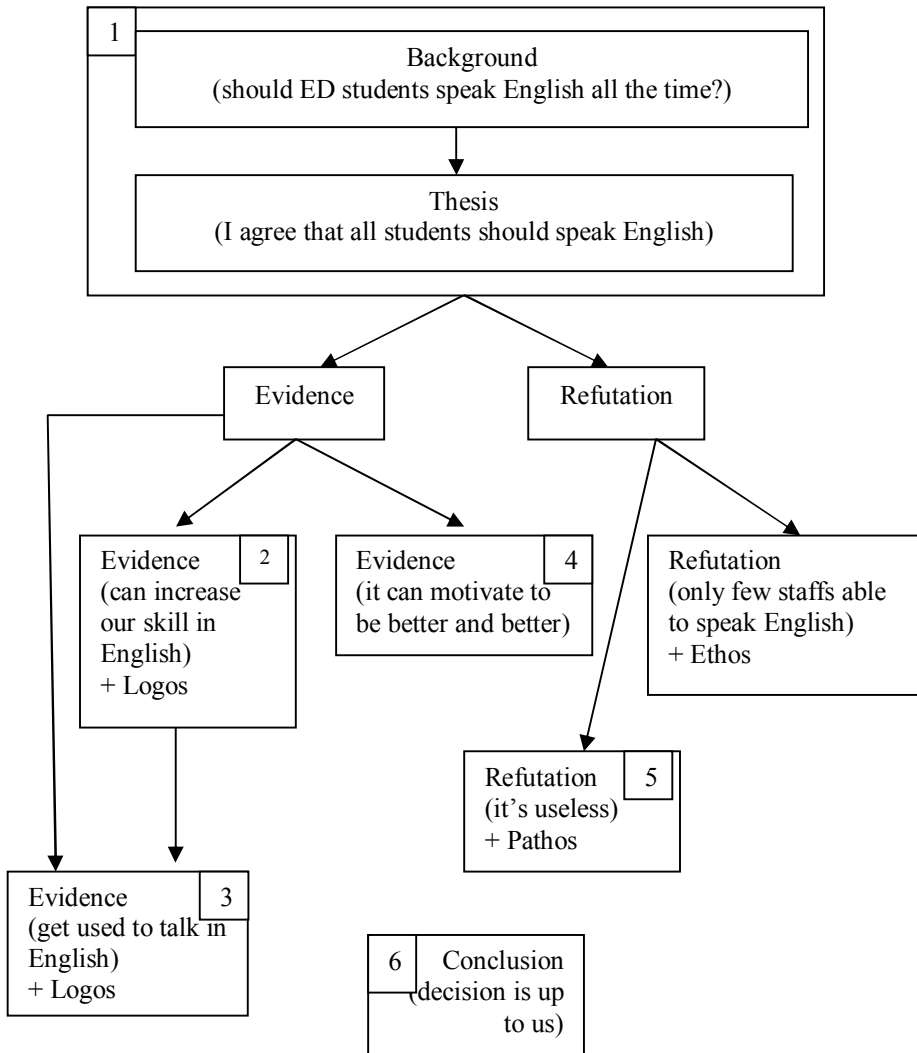 1
Background
(should ED students speak English all the time?)
Thesis
(I agree that all students should speak English)
Evidence
Refutation
2
Evidence
(can increase
our skill in
English)
+ Logos
4
Evidence
(it can motivate to
be better and better)
Refutation
(only few staffs able
to speak English)
+ Ethos
5
Refutation
(it's useless)
+ Pathos
3
Evidence
(get used to talk in
English)
+ Logos
6
Conclusion
(decision is up
to us)